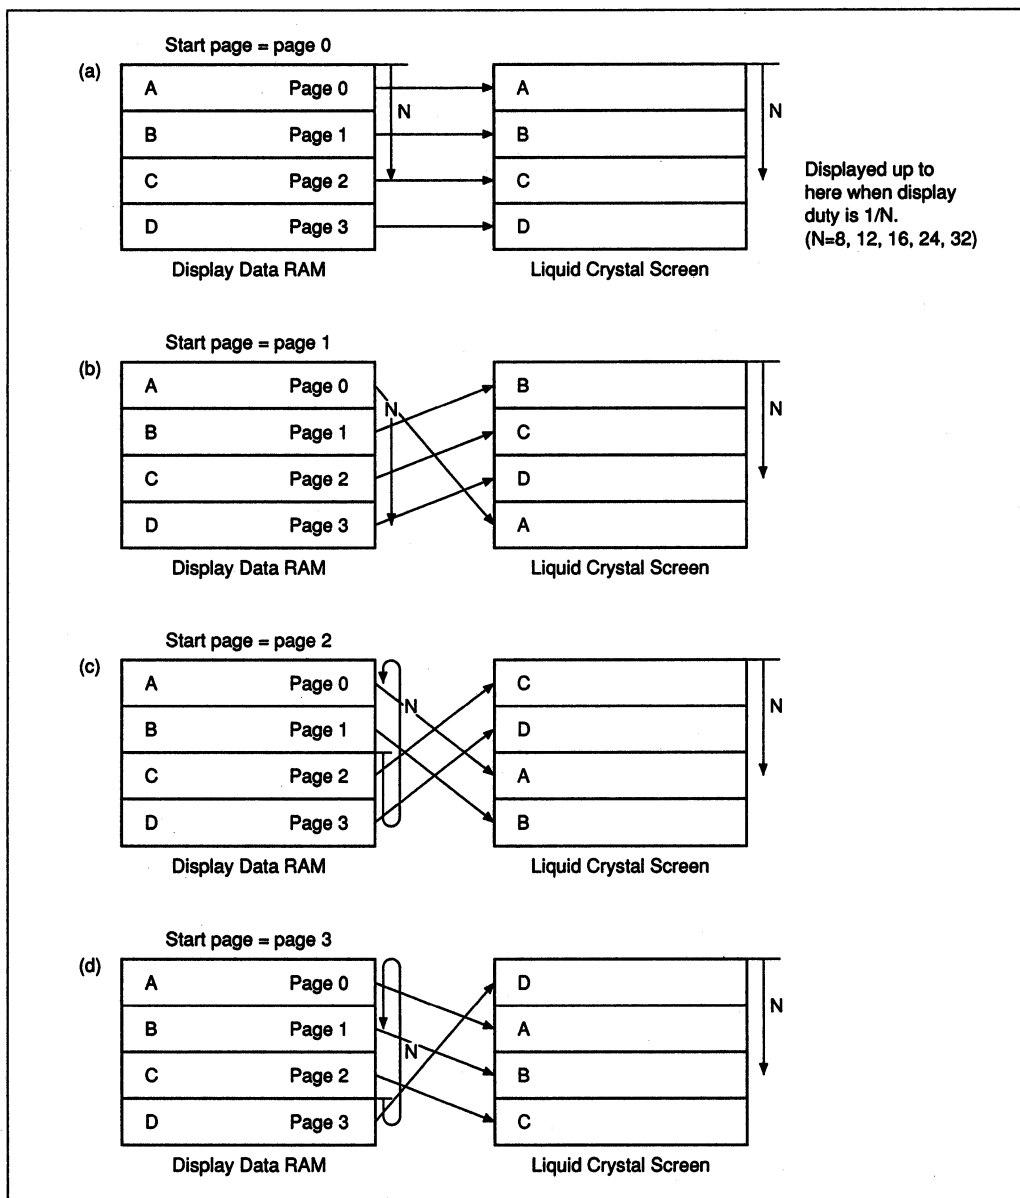 Start page = page 0
(a)
A Page 0
B Page 1
C Page 2
D Page 3
N
A
B
C
D
N
Displayed up to
here when display
duty is 1/N.
(N=8, 12, 16, 24, 32)
Display Data RAM
Liquid Crystal Screen
Start page = page 1
(b)
A Page 0
B Page 1
C Page 2
D Page 3
N
B
C
D
A
N
Display Data RAM
Liquid Crystal Screen
Start page = page 2
(c)
A Page 0
B Page 1
C Page 2
D Page 3
N
C
D
A
B
N
Display Data RAM
Liquid Crystal Screen
Start page = page 3
(d)
A Page 0
B Page 1
C Page 2
D Page 3
N
D
A
B
C
N
Display Data RAM
Liquid Crystal Screen